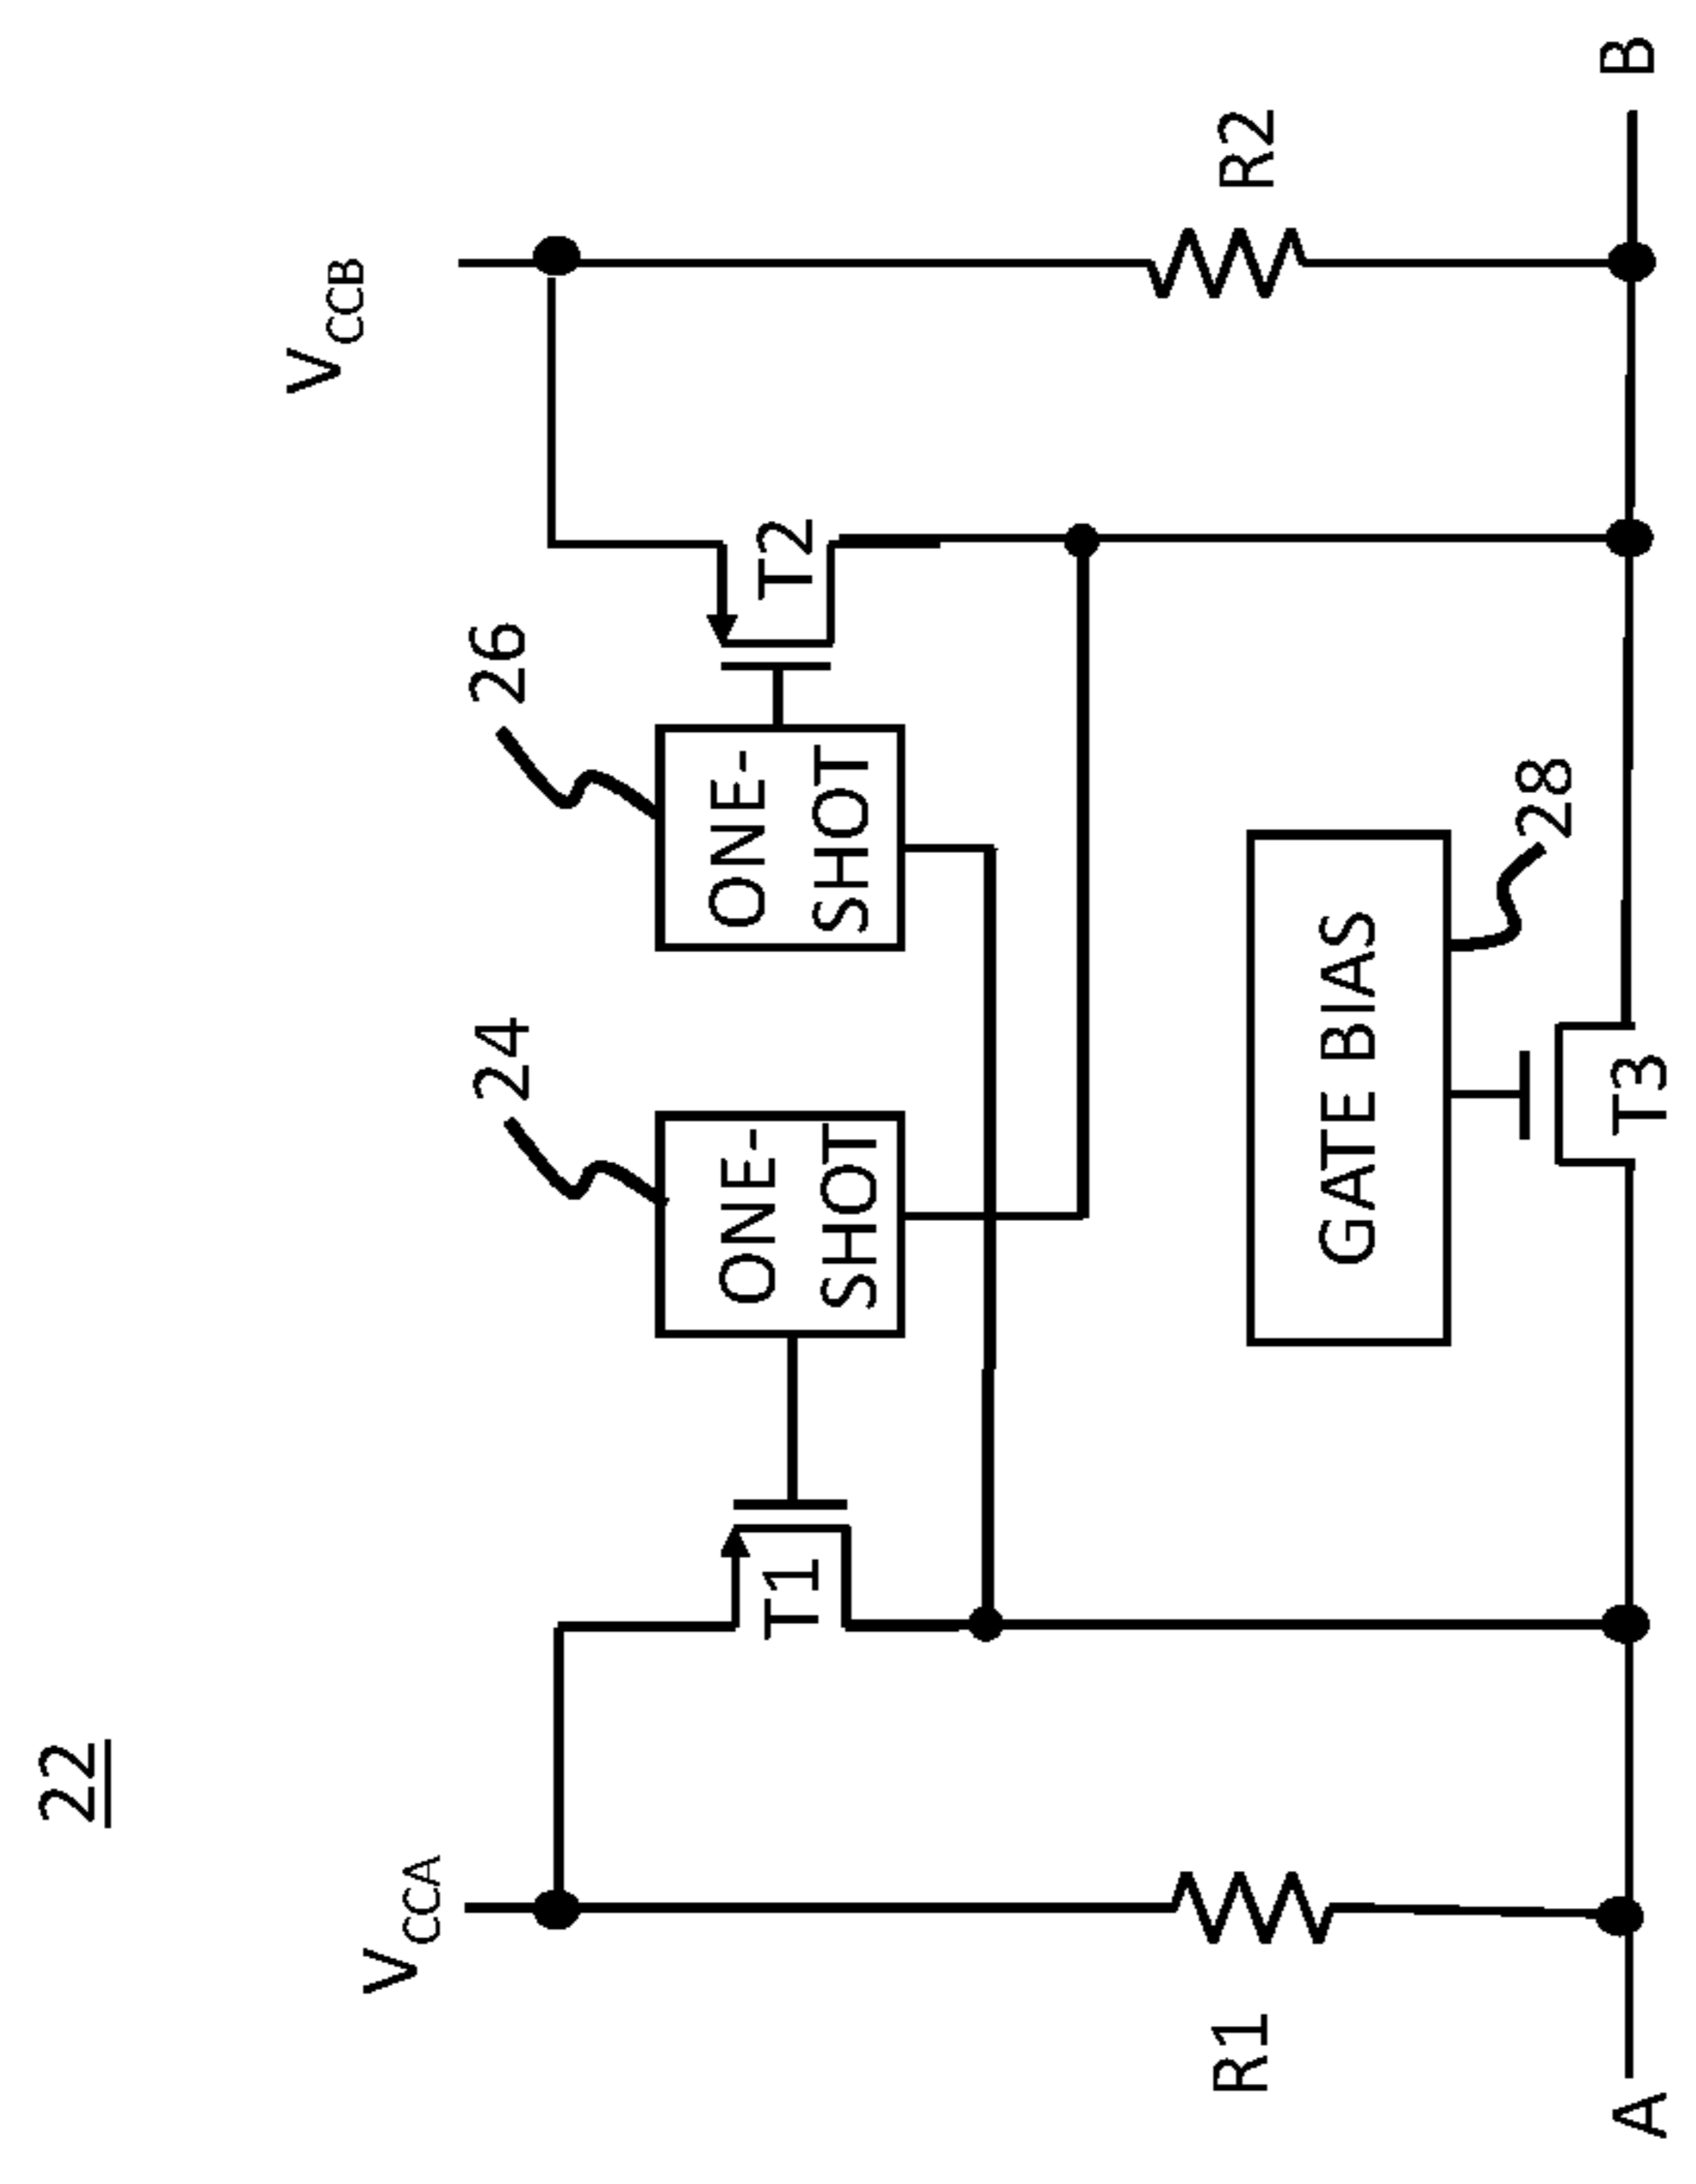 22
VCCA
VCCB
24
26
ONE-
SHOT
ONE-
SHOT
T1
T2
R1
R2
GATE BIAS
28
T3
A
B